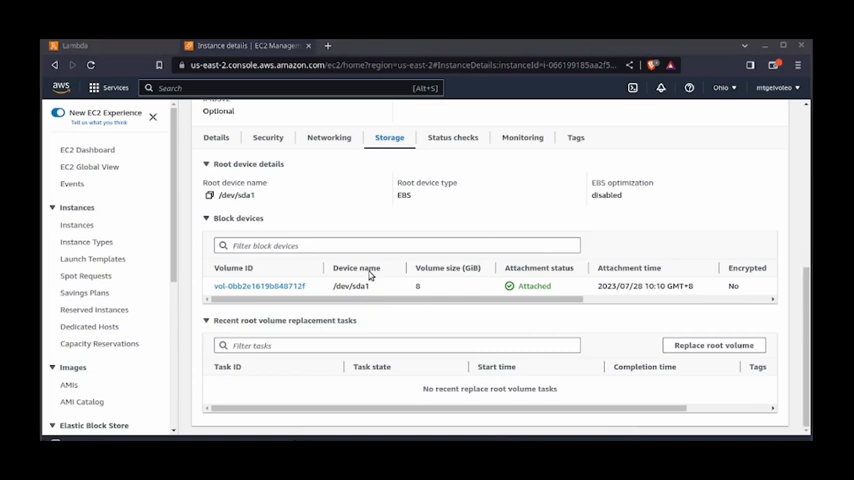 Lambda
Instance details | EC2 Manage
us-east-2.console.aws.amazon.com/ec2/home?region=us-east-2#InstanceDetails:instanceId=i-066199185aa2f5...
aws
Services
Search
[Alt+S]
Ohio
mtgeivoleo
New EC2 Experience
Tell us what you think
EC2 Dashboard
EC2 Global View
Events
Instances
Instances
Instance Types
Launch Templates
Spot Requests
Savings Plans
Reserved Instances
Dedicated Hosts
Capacity Reservations
Images
AMIs
AMI Catalog
Elastic Block Store
Optional
Details Security Networking Storage Status checks Monitoring Tags
Root device details
Root device name
/dev/sda1
Root device type
EBS
EBS optimization
disabled
Block devices
Filter block devices
Volume ID Device name Volume size (GiB) Attachment status Attachment time Encrypted
vol-0bb2e1619b848712f /dev/sda1 8 Attached 2023/07/28 10:10 GMT+8 No
Recent root volume replacement tasks
Filter tasks
Replace root volume
Task ID Task state Start time Completion time Tags
No recent replace root volume tasks